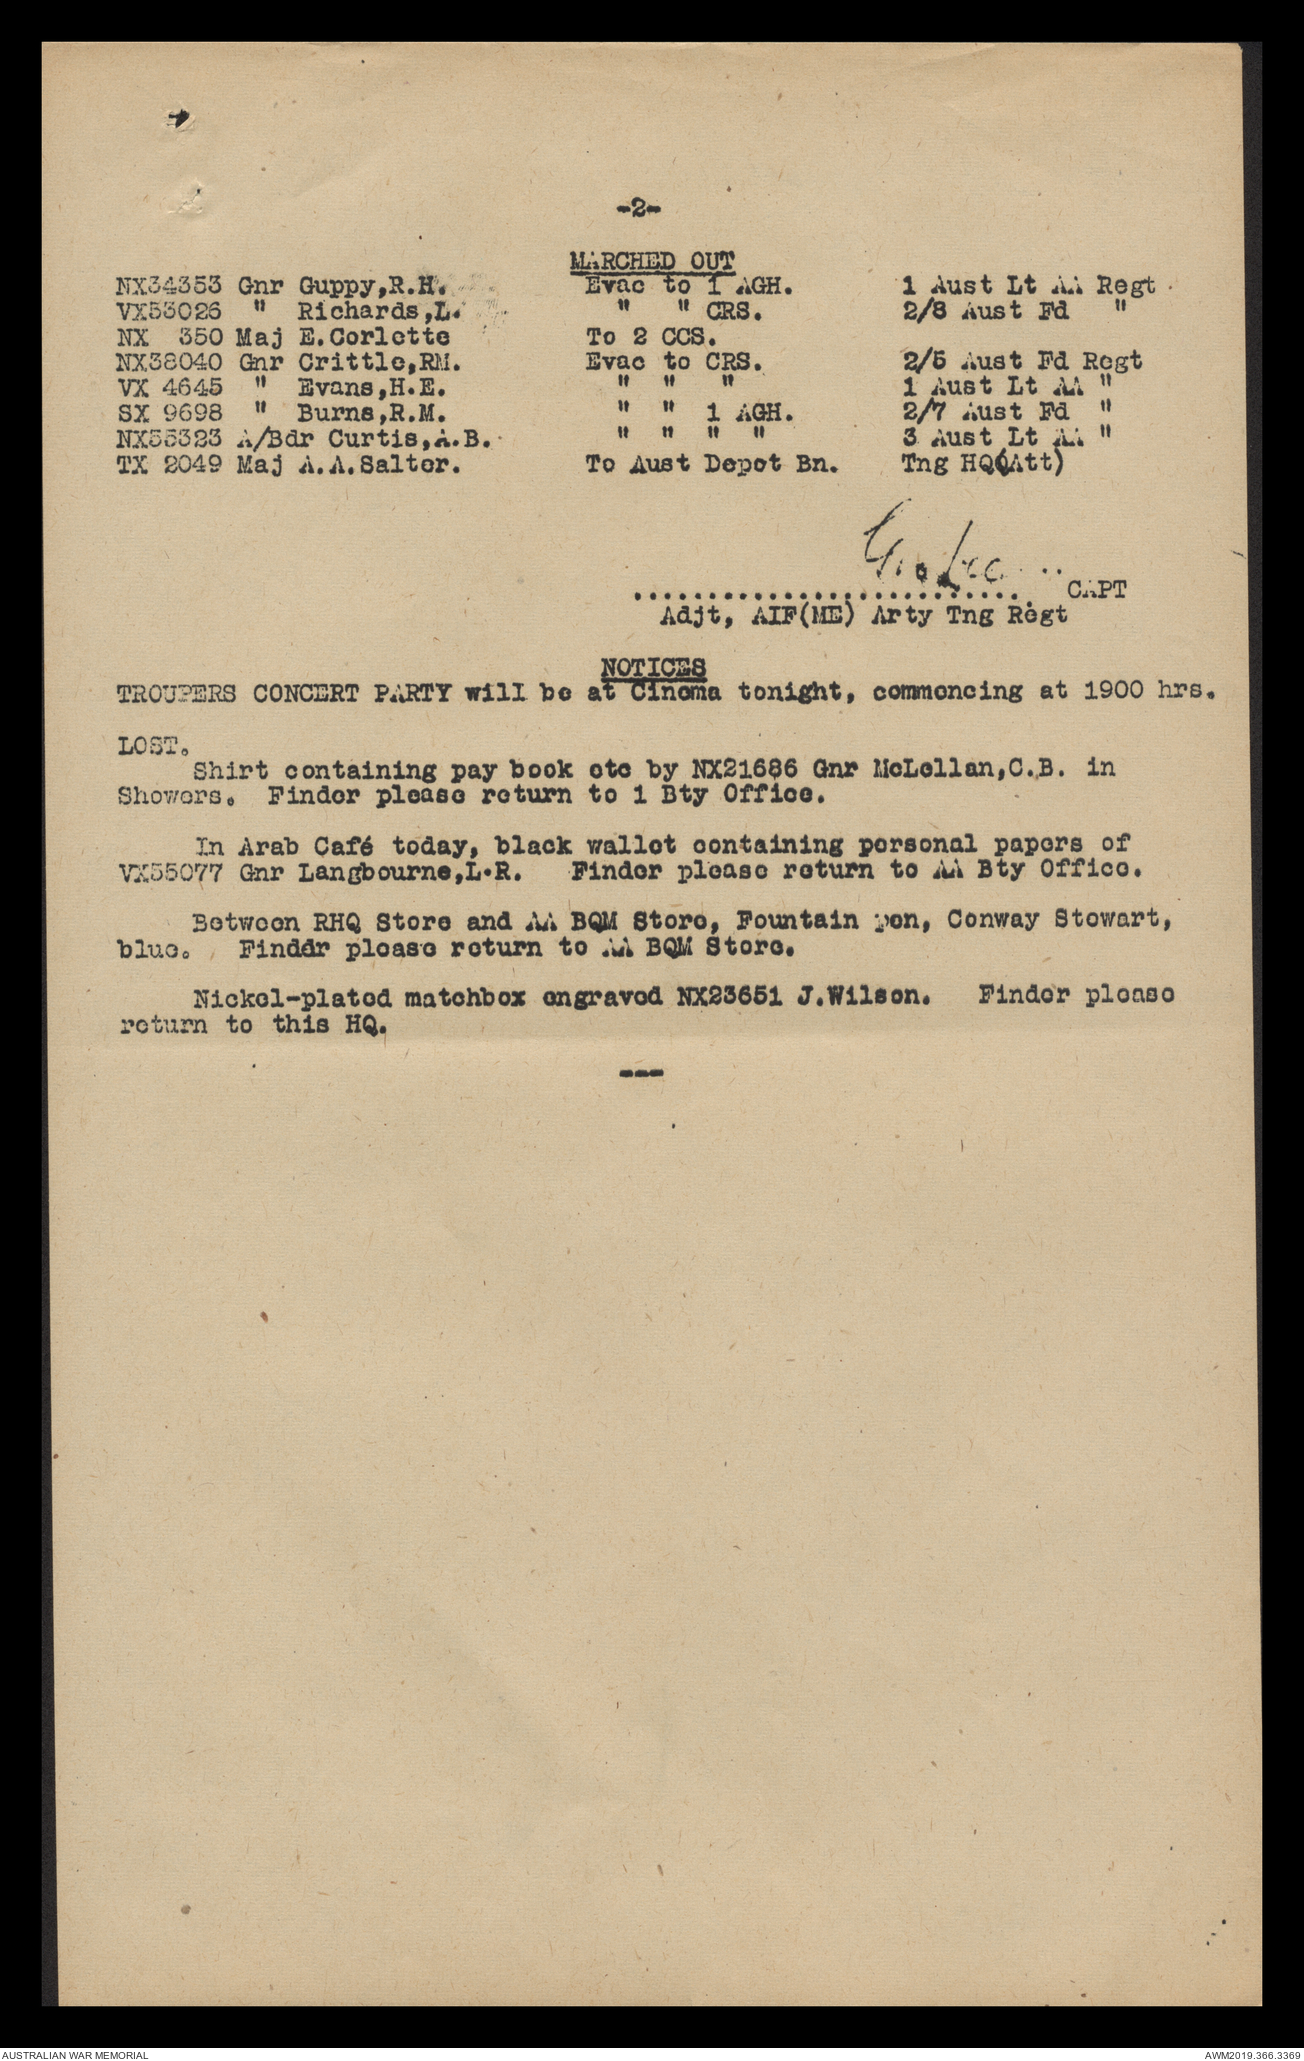 -2-
MARCHED OUT
NX34353 Gnr Guppy,R.H. Evac to 1 AGH. 1 Aust Lt AA Regt
VX53026 " Richards,L. " " CRS. 2/8 Aust Fd "
NX 350 Maj E.Corlette To 2 CCS.
NX38040 Gnr Crittle,RM. Evac to CRS. 2/5 Aust Fd Regt
VX 4645 " Evans,H.E. " " " 1 Aust Lt AA "
SX 9698 " Burns,R.M. " " 1 AGH. 2/7 Aust Fd "
NX55323 A/Bdr Curtis,A.B. " " " " 3 Aust Lt AA "
TX 2049 Maj A.A.Salter. To Aust Depot Bn. Tng HQ(Att)
.......................... CAPT
Adjt, AIF(ME) Arty Tng Regt
NOTICES
TROUPERS CONCERT PARTY will be at Cinema tonight, commencing at 1900 hrs.
LOST.
Shirt containing pay book etc by NX21686 Gnr McLellan,C.B. in
Showers. Finder please return to 1 Bty Office.
In Arab Café today, black wallet containing personal papers of
VX55077 Gnr Langbourne,L.R. Finder please return to AA Bty Office.
Between RHQ Store and AA BQM Store, Fountain pen, Conway Stewart,
blue. Finddr please return to AA BQM Store.
Nickel-plated matchbox engraved NX23651 J.Wilson. Finder please
return to this HQ.
---
AUSTRALIAN WAR MEMORIAL
AWM2019.366.3369